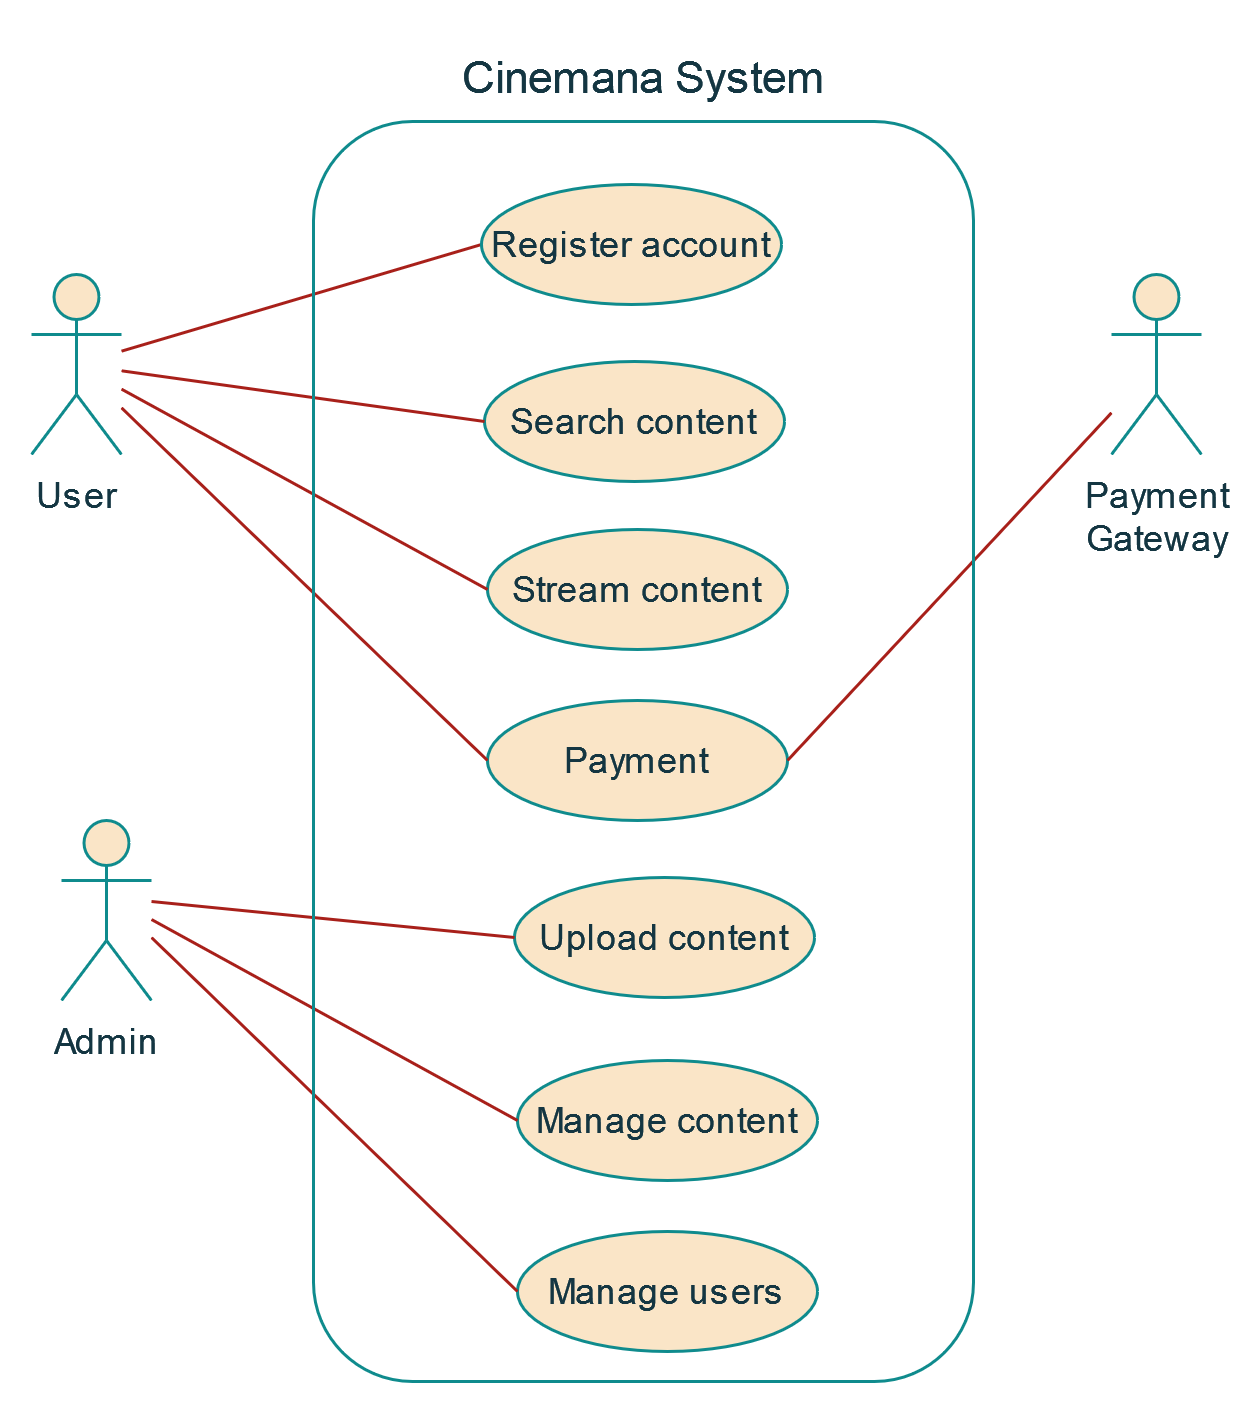 Cinemana System
Register account
Search content
User
Payment
Gateway
Stream content
Payment
Upload content
Admin
Manage content
Manage users